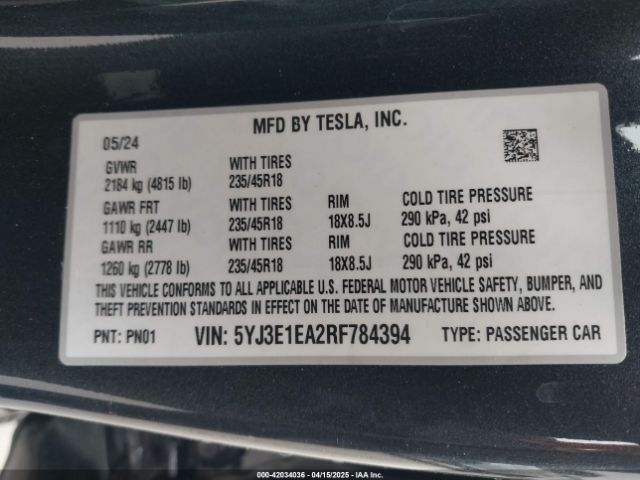 MFD BY TESLA, INC.
05/24
GVWR WITH TIRES
2184 kg (4815 lb) 235/45R18
GAWR FRT WITH TIRES RIM COLD TIRE PRESSURE
1110 kg (2447 lb) 235/45R18 18X8.5J 290 kPa, 42 psi
GAWR RR WITH TIRES RIM COLD TIRE PRESSURE
1260 kg (2778 lb) 235/45R18 18X8.5J 290 kPa, 42 psi
THIS VEHICLE CONFORMS TO ALL APPLICABLE U.S. FEDERAL MOTOR VEHICLE SAFETY, BUMPER, AND
THEFT PREVENTION STANDARDS IN EFFECT ON THE DATE OF MANUFACTURE SHOWN ABOVE.
PNT: PN01 VIN: 5YJ3E1EA2RF784394 TYPE: PASSENGER CAR
000-42034036 - 04/15/2025 - IAA Inc.